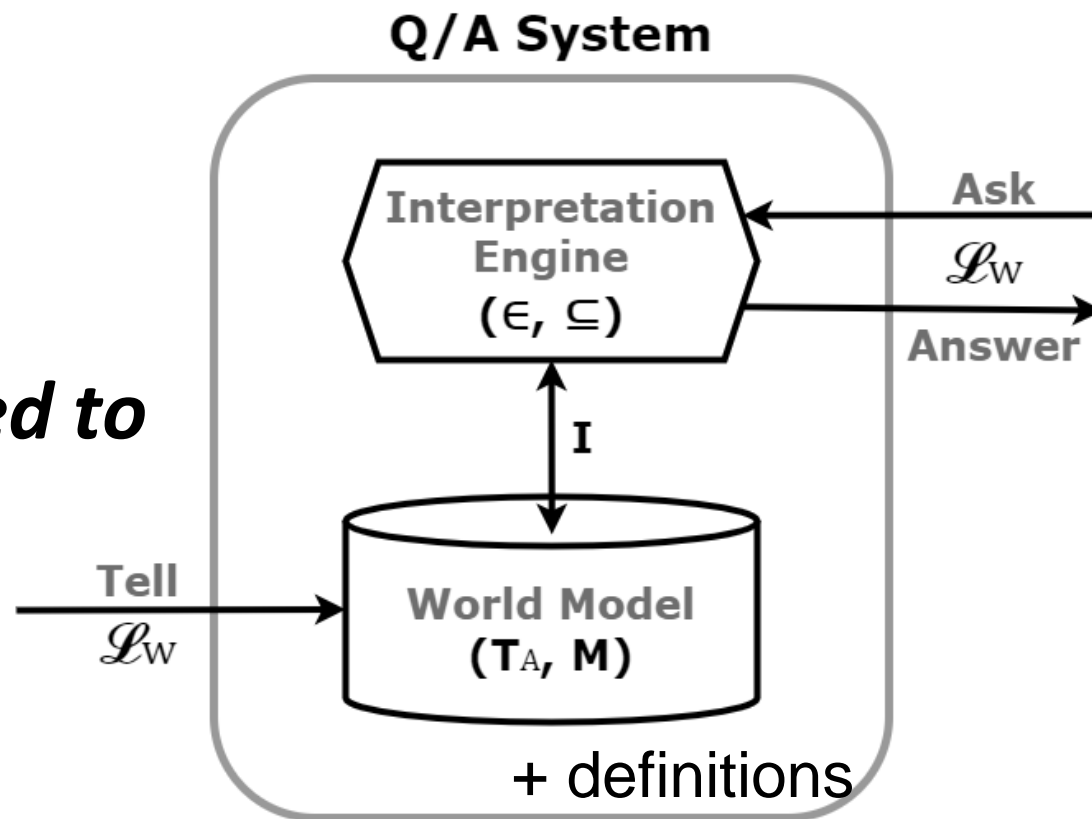 Q/A System
Interpretation
Engine
(∈, ⊆)
Ask
ℒW
Answer
ed to
I
Tell
ℒW
World Model
(TA, M)
+ definitions